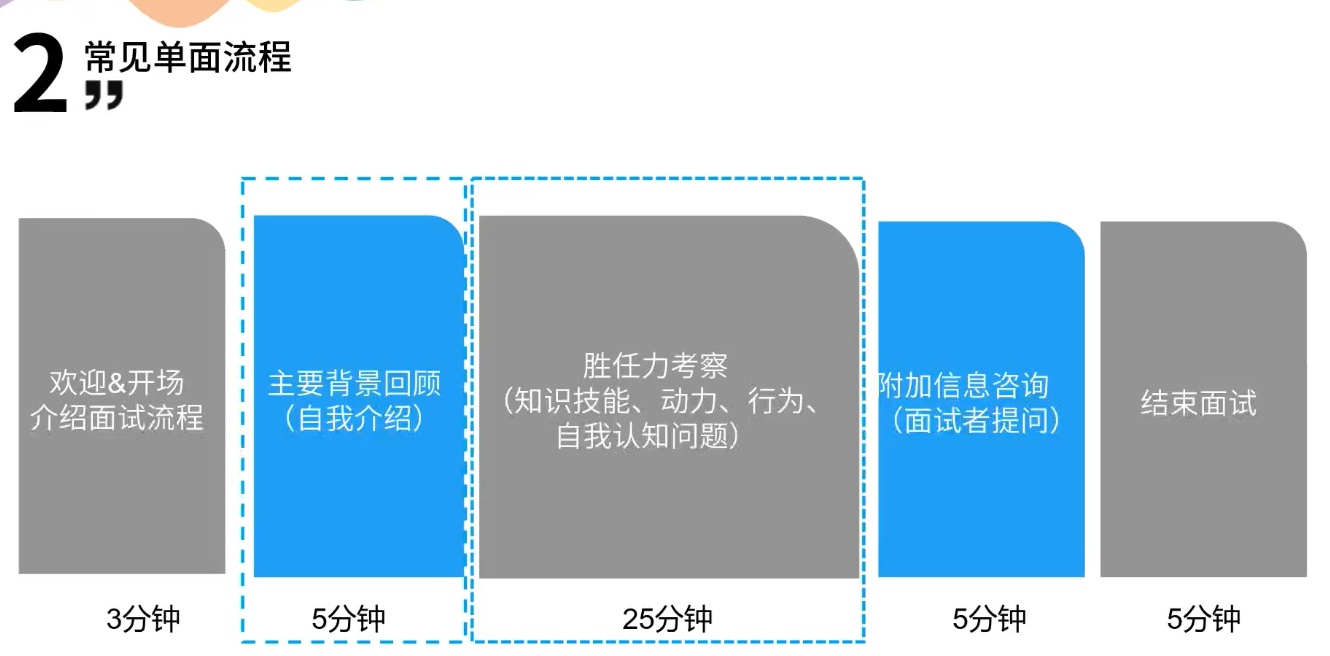 2
常见单面流程
”
欢迎&开场
介绍面试流程
主要背景回顾
（自我介绍）
胜任力考察
（知识技能、动力、行为、
自我认知问题）
附加信息咨询
（面试者提问）
结束面试
3分钟
5分钟
25分钟
5分钟
5分钟